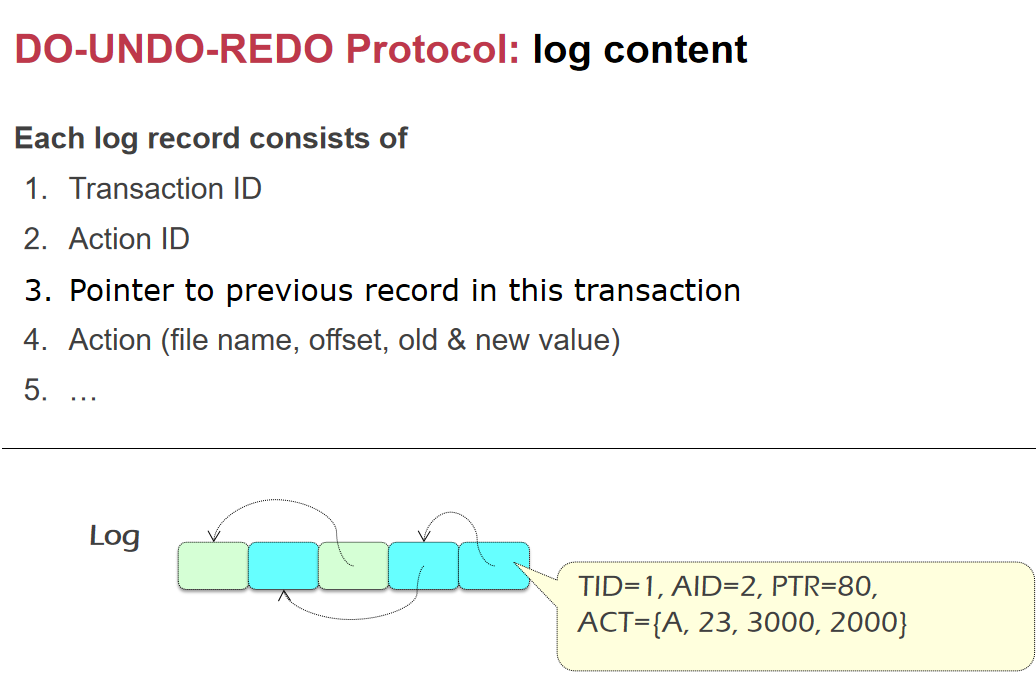 DO-UNDO-REDO Protocol: log content
Each log record consists of
1. Transaction ID
2. Action ID
3. Pointer to previous record in this transaction
4. Action (file name, offset, old & new value)
5. …
Log
TID=1, AID=2, PTR=80,
ACT={A, 23, 3000, 2000}